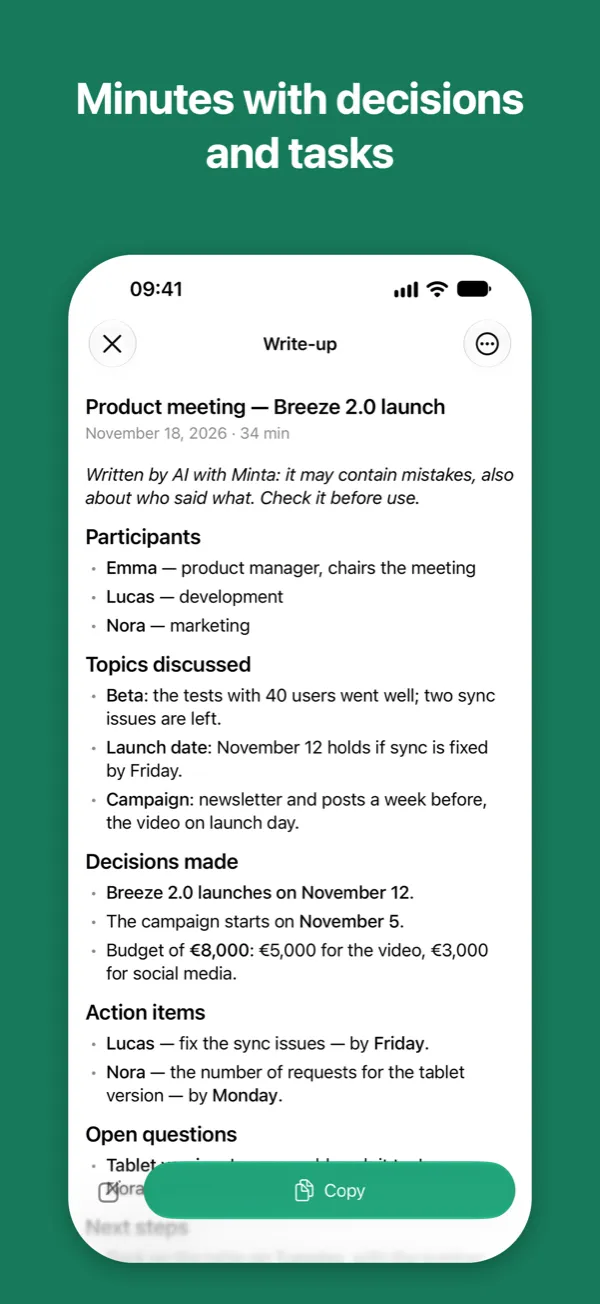 Minutes with decisions
and tasks
09:41
Write-up
Product meeting — Breeze 2.0 launch
November 18, 2026 · 34 min
Written by AI with Minta: it may contain mistakes, also
about who said what. Check it before use.
Participants
• Emma — product manager, chairs the meeting
• Lucas — development
• Nora — marketing
Topics discussed
• Beta: the tests with 40 users went well; two sync
issues are left.
• Launch date: November 12 holds if sync is fixed
by Friday.
• Campaign: newsletter and posts a week before,
the video on launch day.
Decisions made
• Breeze 2.0 launches on November 12.
• The campaign starts on November 5.
• Budget of €8,000: €5,000 for the video, €3,000
for social media.
Action items
• Lucas — fix the sync issues — by Friday.
• Nora — the number of requests for the tablet
version — by Monday.
Open questions
• Tablet
Nora
Copy
Next steps